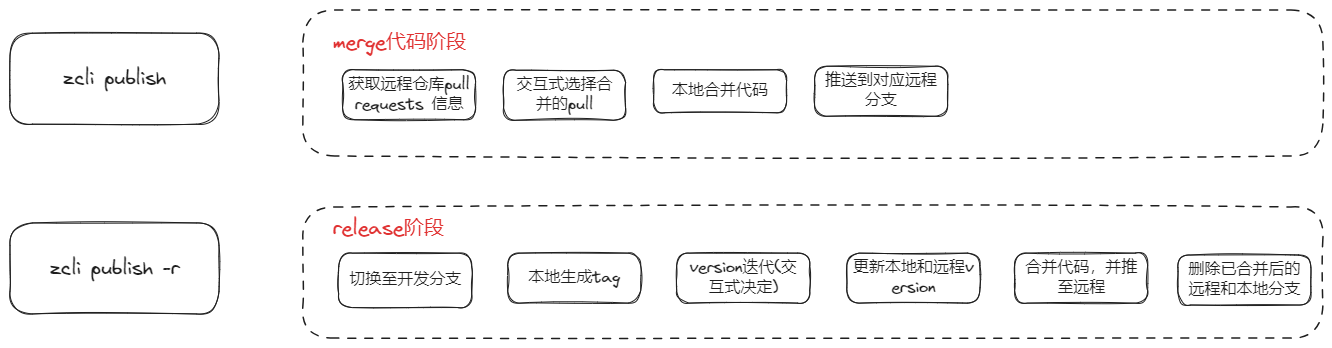 zcli publish
merge代码阶段
获取远程仓库pull
requests 信息
交互式选择合
并的pull
本地合并代码
推送到对应远程
分支
zcli publish -r
release阶段
切换至开发分支
本地生成tag
version迭代(交
互式决定)
更新本地和远程v
ersion
合并代码，并推
至远程
删除已合并后的
远程和本地分支